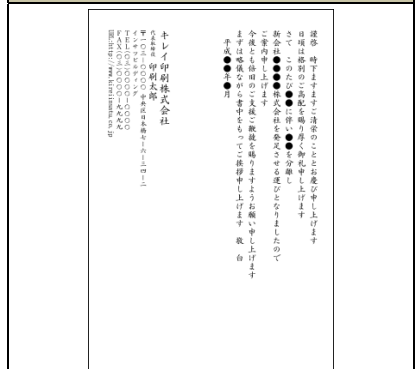 謹啓　時下ますますご清栄のこととお慶び申し上げます
日頃は格別のご高配を賜り厚く御礼申し上げます
さて　このたび●●に伴い●●を分離し
新会社●●●●株式会社を発足させる運びとなりましたので
ご案内申し上げます
今後とも倍旧のご支援ご鞭撻を賜りますようお願い申し上げます
まずは略儀ながら書中をもってご挨拶申し上げます　敬　白
平成●●年●月
キレイ印刷株式会社
代表取締役　印刷太郎
〒一〇三－〇〇〇〇　中央区日本橋七－六－三四－二
インサツビルディング
TEL(〇三)〇〇〇〇－〇〇〇〇
FAX(〇三)〇〇〇〇－九九九九